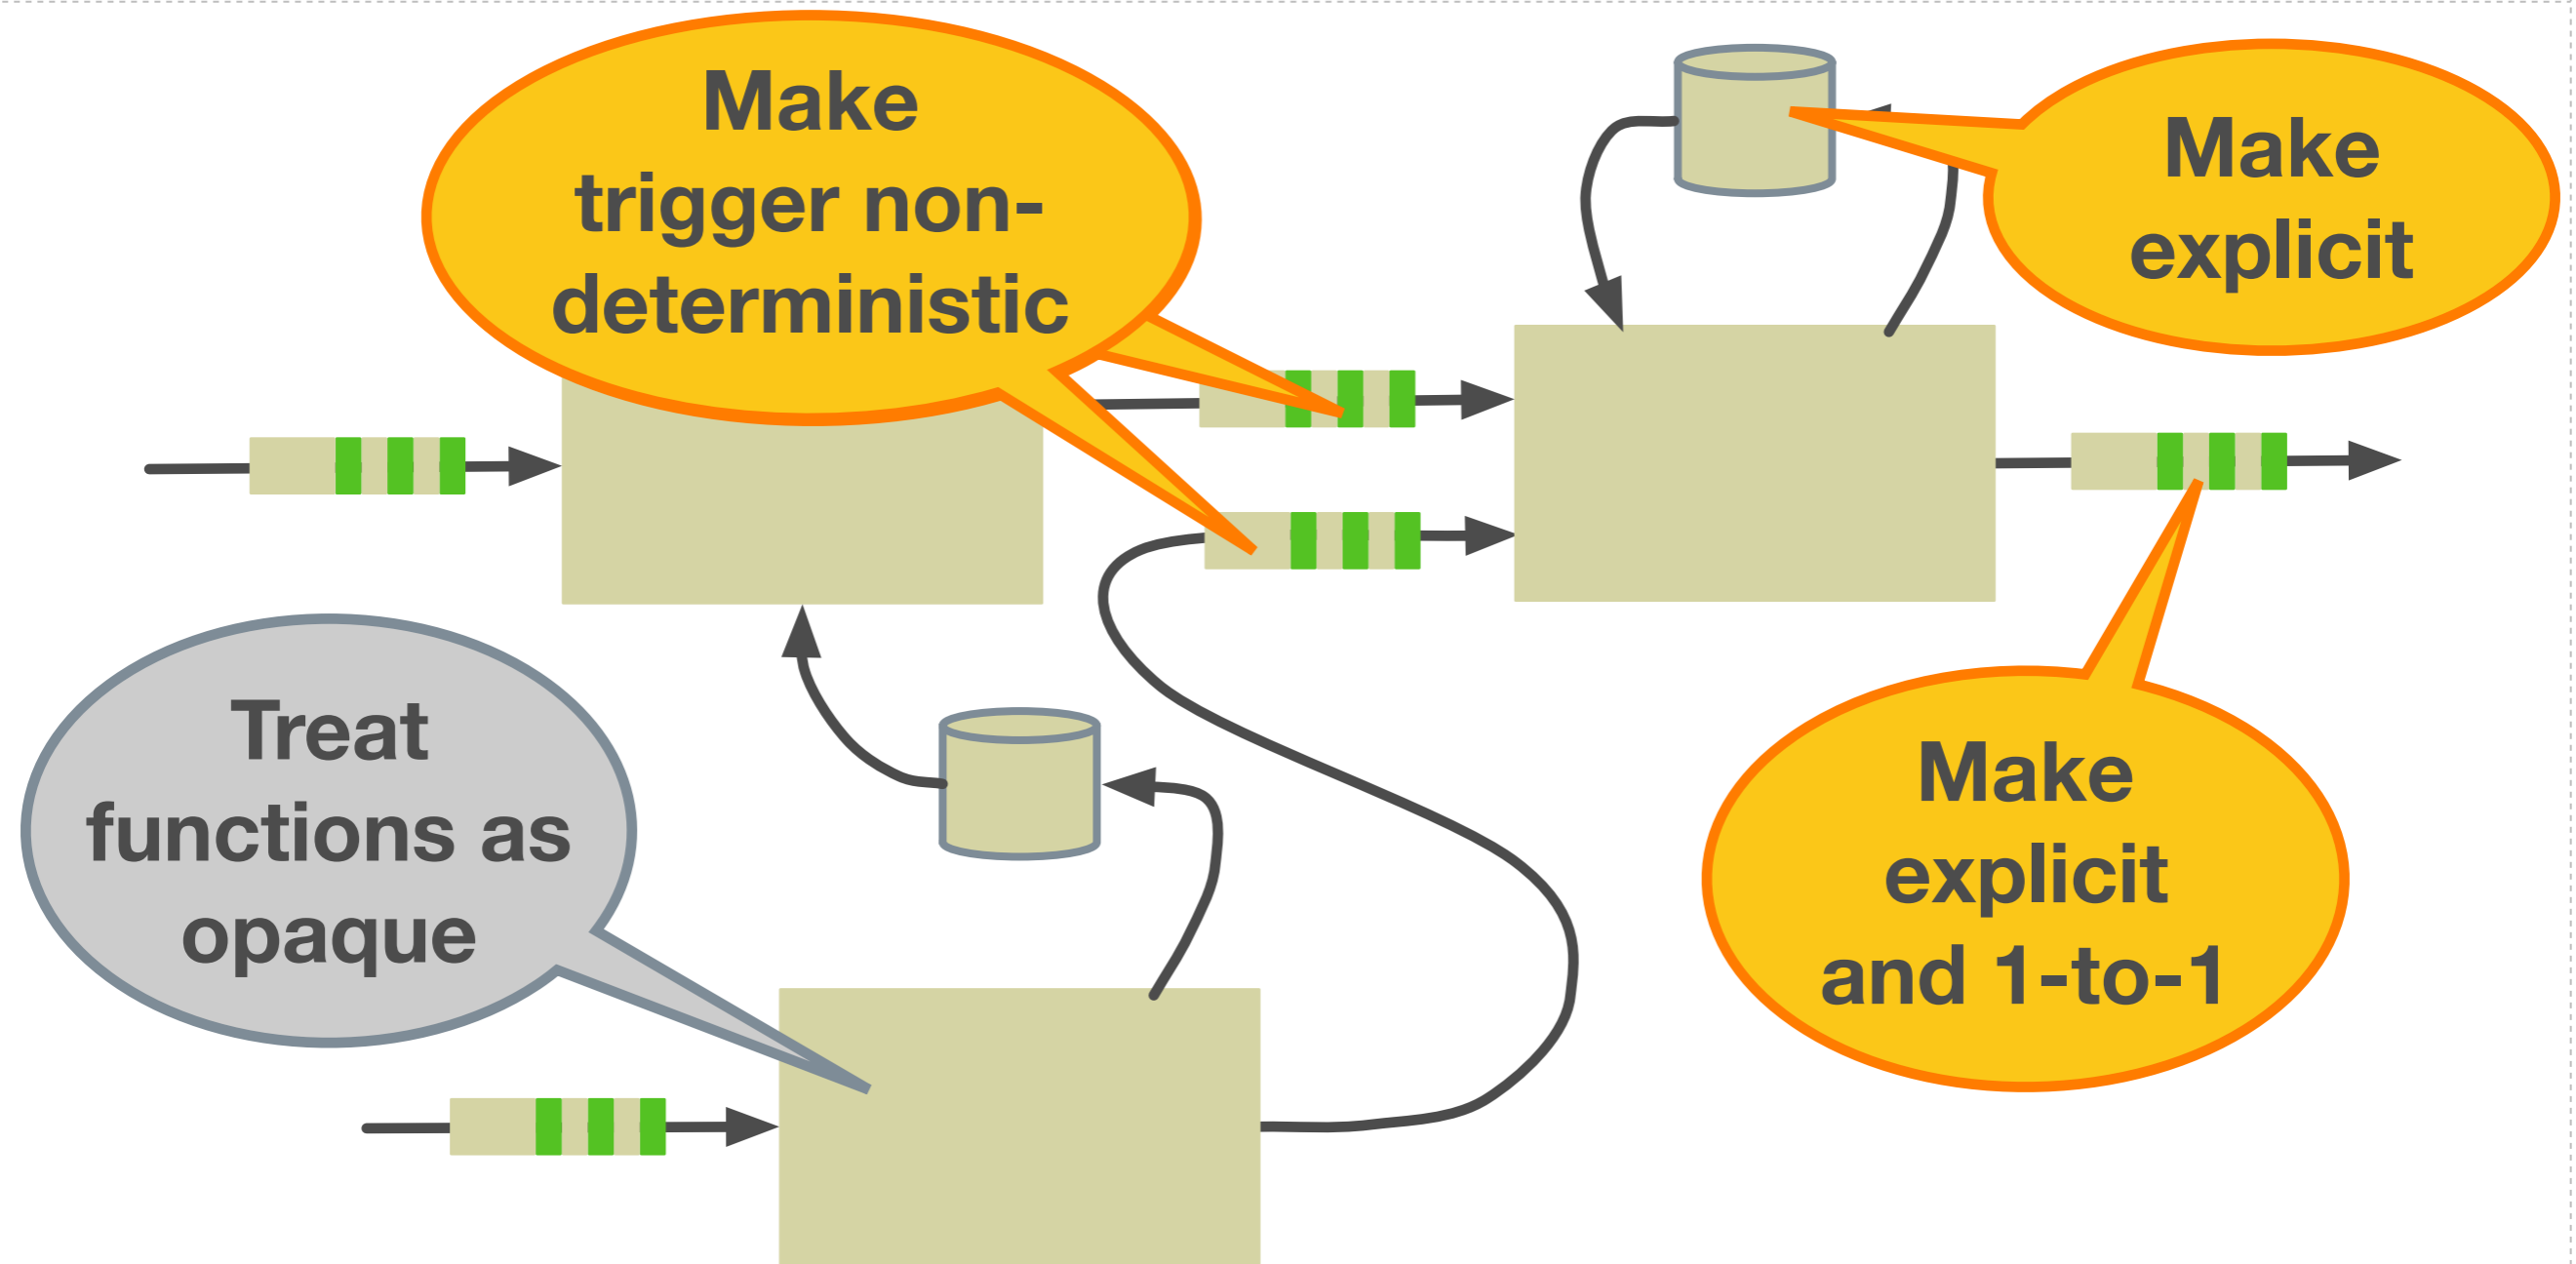 Make
trigger non-
deterministic
Make
explicit
Treat
functions as
opaque
Make
explicit
and 1-to-1